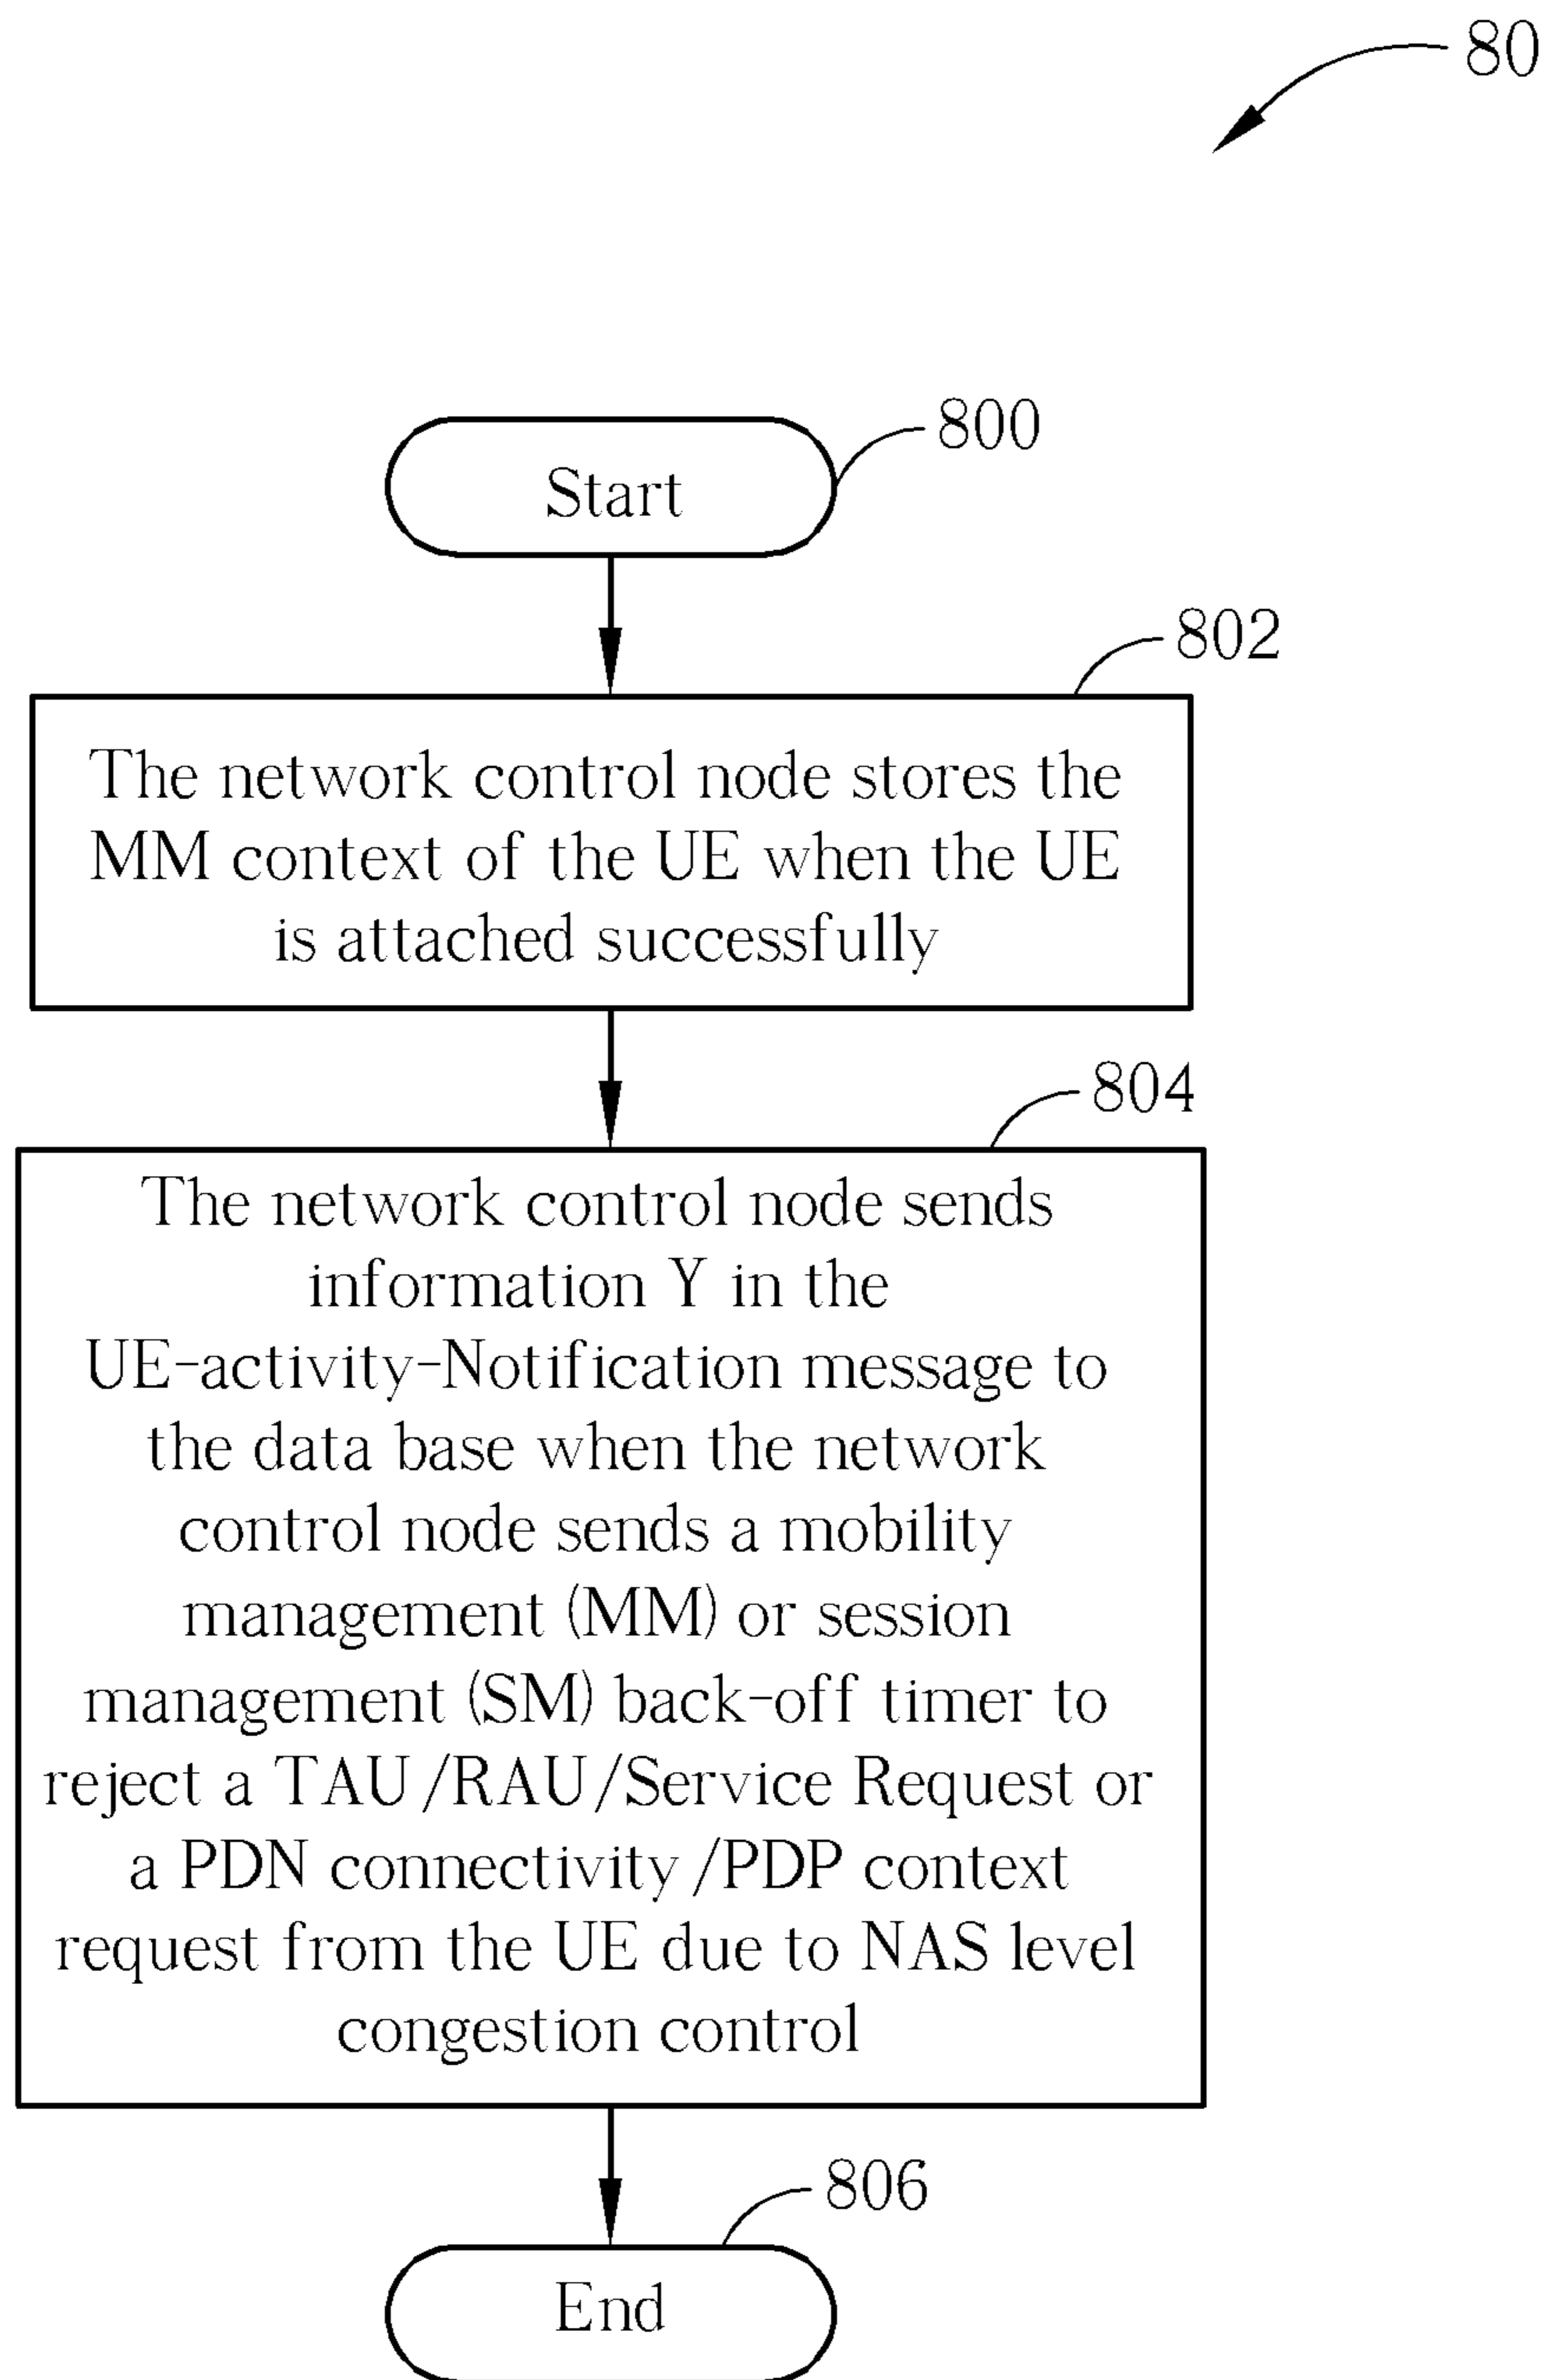 80
800
Start
802
The network control node stores the
MM context of the UE when the UE
is attached successfully
804
The network control node sends
information Y in the
UE-activity-Notification message to
the data base when the network
control node sends a mobility
management (MM) or session
management (SM) back-off timer to
reject a TAU/RAU/Service Request or
a PDN connectivity/PDP context
request from the UE due to NAS level
congestion control
806
End